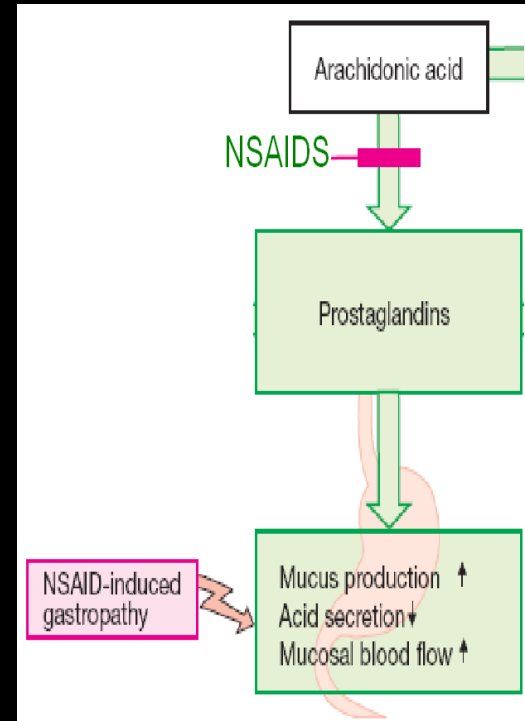 Arachidonic acid
NSAIDS
Prostaglandins
NSAID-induced
gastropathy
Mucus production ↑
Acid secretion ↓
Mucosal blood flow ↑